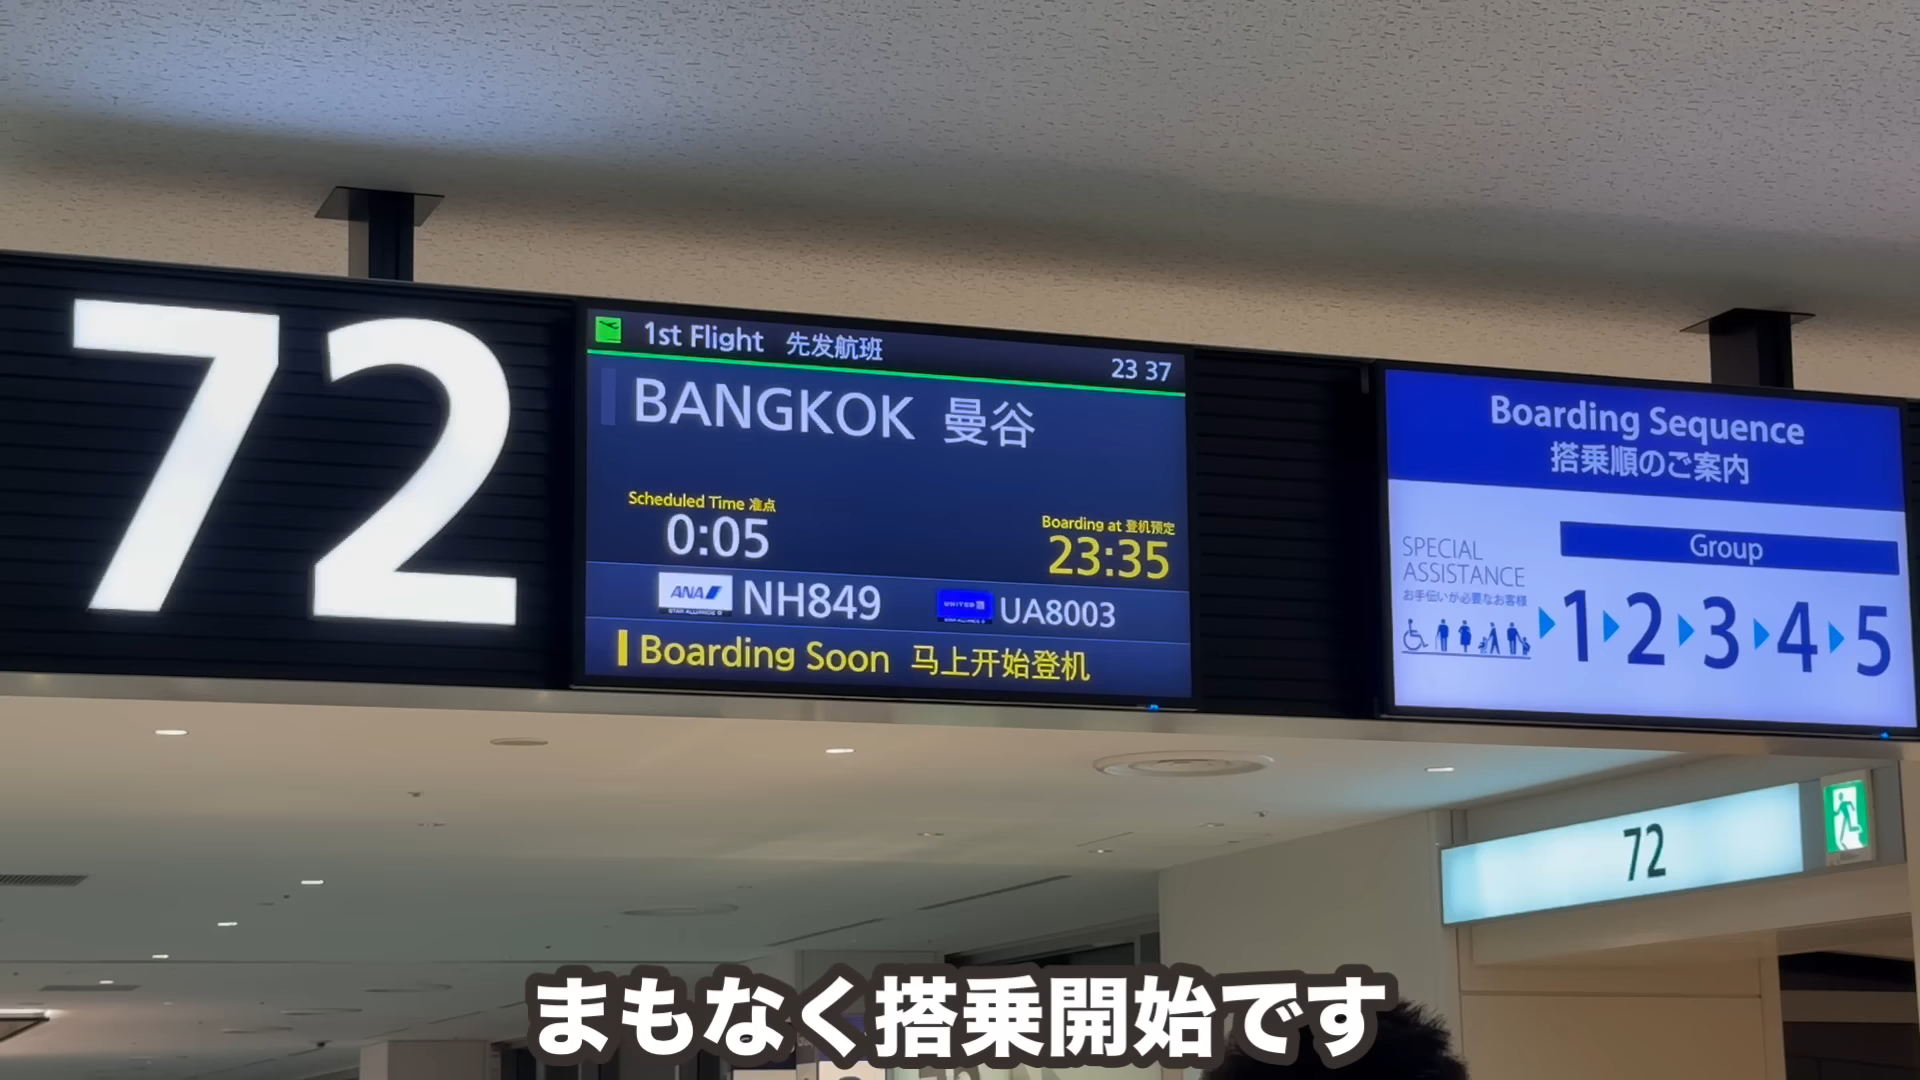 72
1st Flight 先发航班 23 37
BANGKOK 曼谷
Scheduled Time 准点
0:05
Boarding at 登机预定
23:35
ANA NH849 UNITED UA8003
STAR ALLIANCE
Boarding Soon 马上开始登机
Boarding Sequence
搭乗順のご案内
Group
SPECIAL
ASSISTANCE
お手伝いが必要なお客様
1 2 3 4 5
72
まもなく搭乗開始です